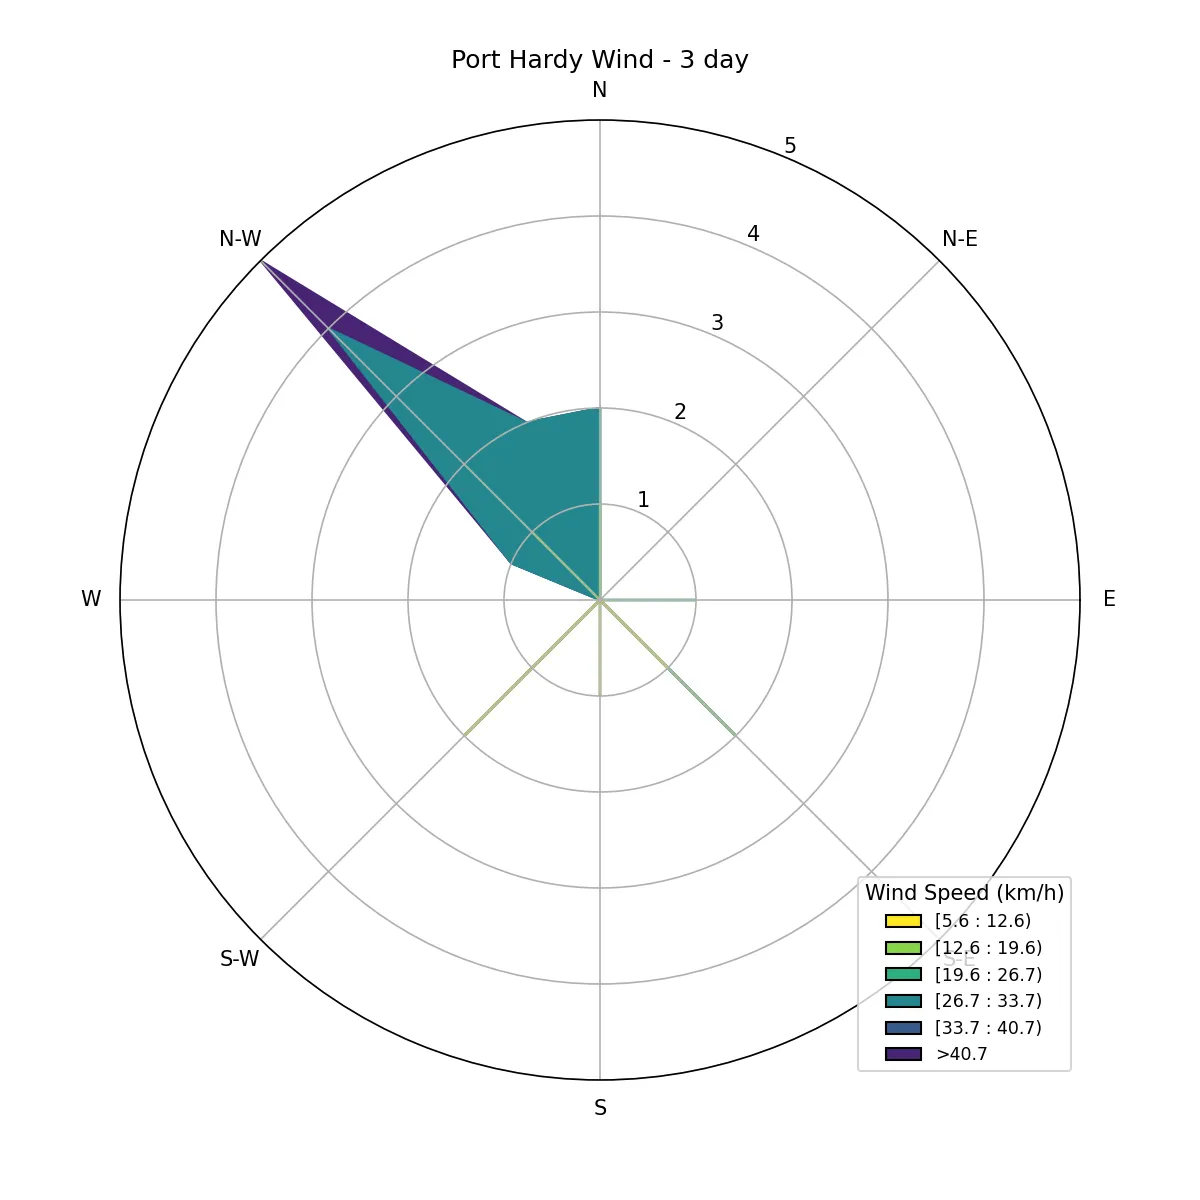 Port Hardy Wind - 3 day
N
5
N-W
N-E
4
3
2
1
W
E
S-W
S-E
S
Wind Speed (km/h)
[5.6 : 12.6)
[12.6 : 19.6)
[19.6 : 26.7)
[26.7 : 33.7)
[33.7 : 40.7)
>40.7